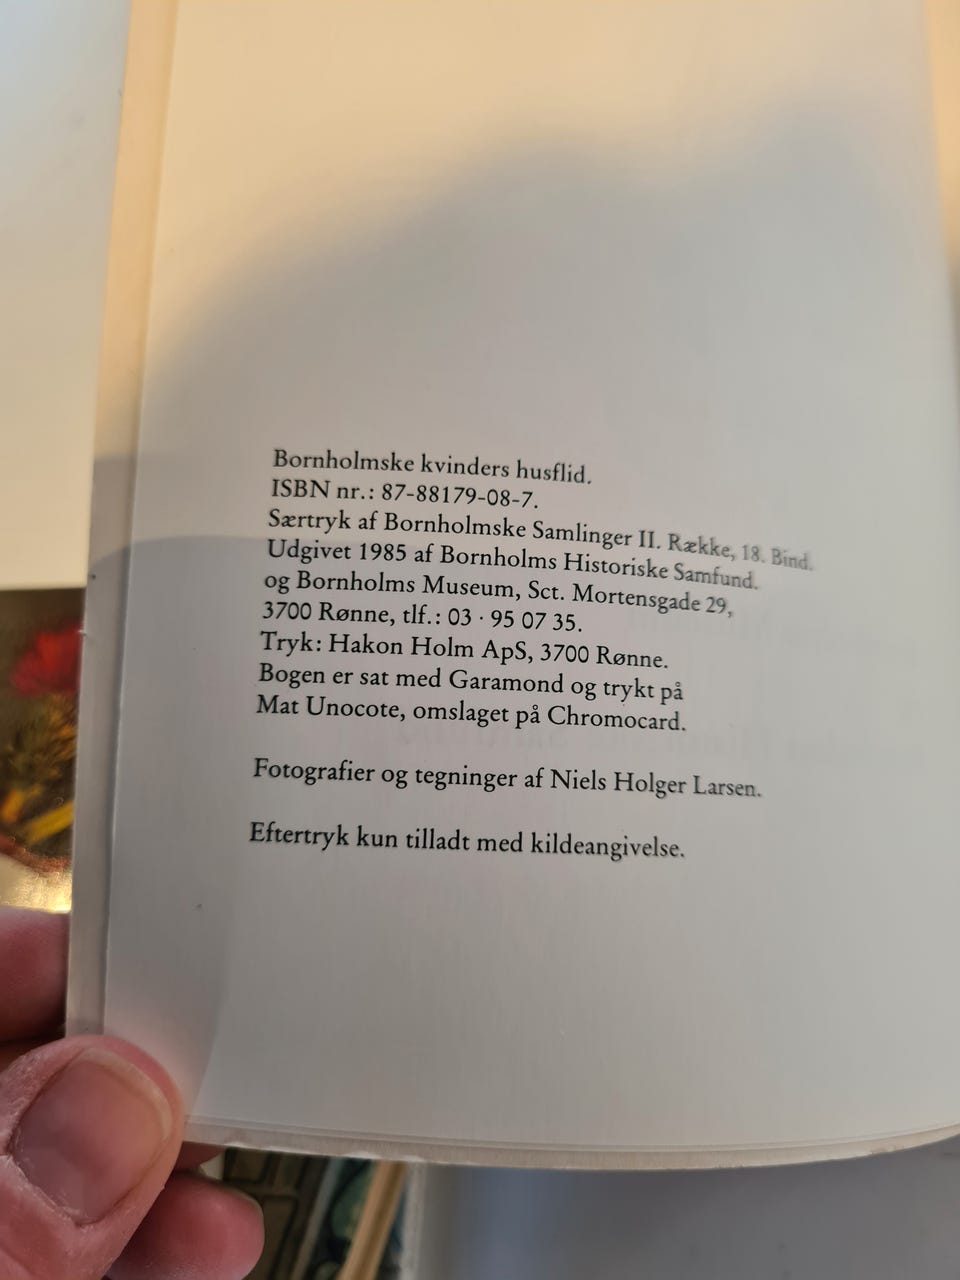 Bornholmske kvinders husflid.
ISBN nr.: 87-88179-08-7.
Særtryk af Bornholmske Samlinger II. Række, 18. Bind.
Udgivet 1985 af Bornholms Historiske Samfund.
og Bornholms Museum, Sct. Mortensgade 29,
3700 Rønne, tlf.: 03 · 95 07 35.
Tryk: Hakon Holm ApS, 3700 Rønne.
Bogen er sat med Garamond og trykt på
Mat Unocote, omslaget på Chromocard.
Fotografier og tegninger af Niels Holger Larsen.
Eftertryk kun tilladt med kildeangivelse.